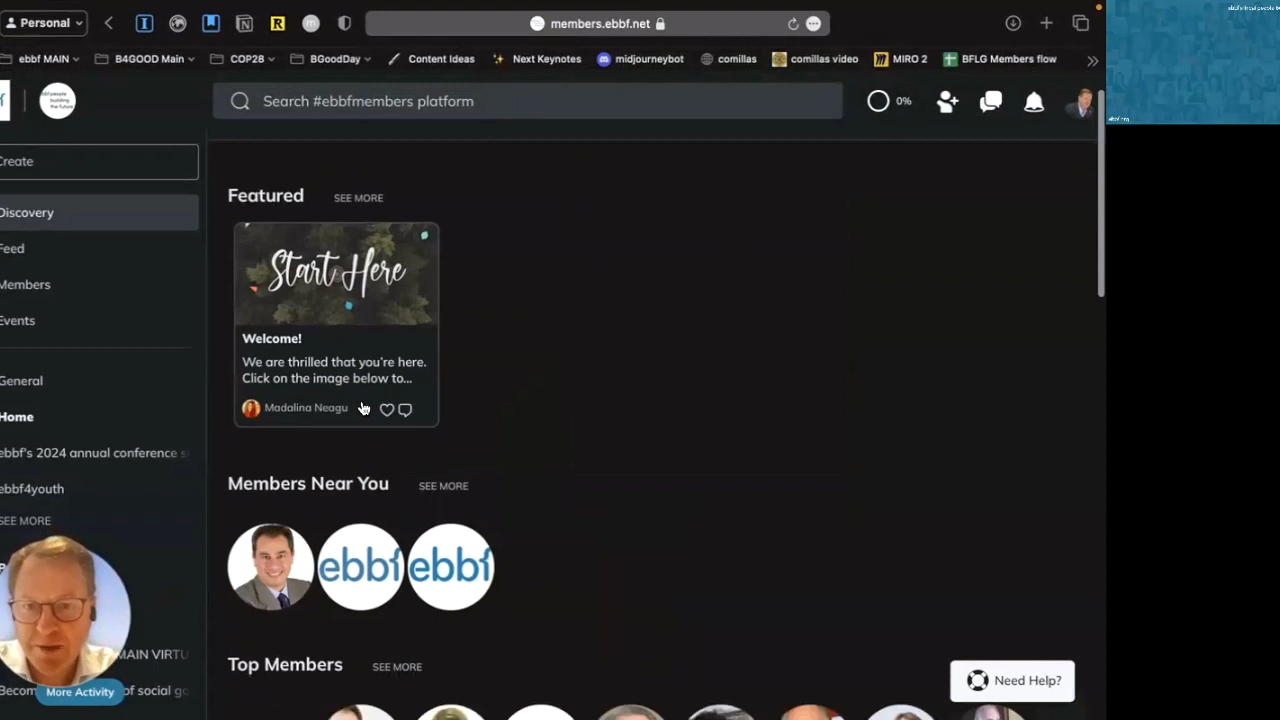 Personal
members.ebbf.net
ebbf MAIN
B4GOOD Main
COP28
BGoodDay
Content Ideas
Next Keynotes
midjourneybot
comillas
comillas video
MIRO 2
BFLG Members flow
ebbf.org
Search #ebbfmembers platform
0%
Create
Discovery
Feed
Members
Events
General
Home
ebbf's 2024 annual conference
ebbf4youth
SEE MORE
MAIN VIRTU
Becom
of social go
More Activity
Featured
SEE MORE
Start Here
Welcome!
We are thrilled that you're here.
Click on the image below to...
Madalina Neagu
Members Near You
SEE MORE
ebbf
ebbf
Top Members
SEE MORE
Need Help?